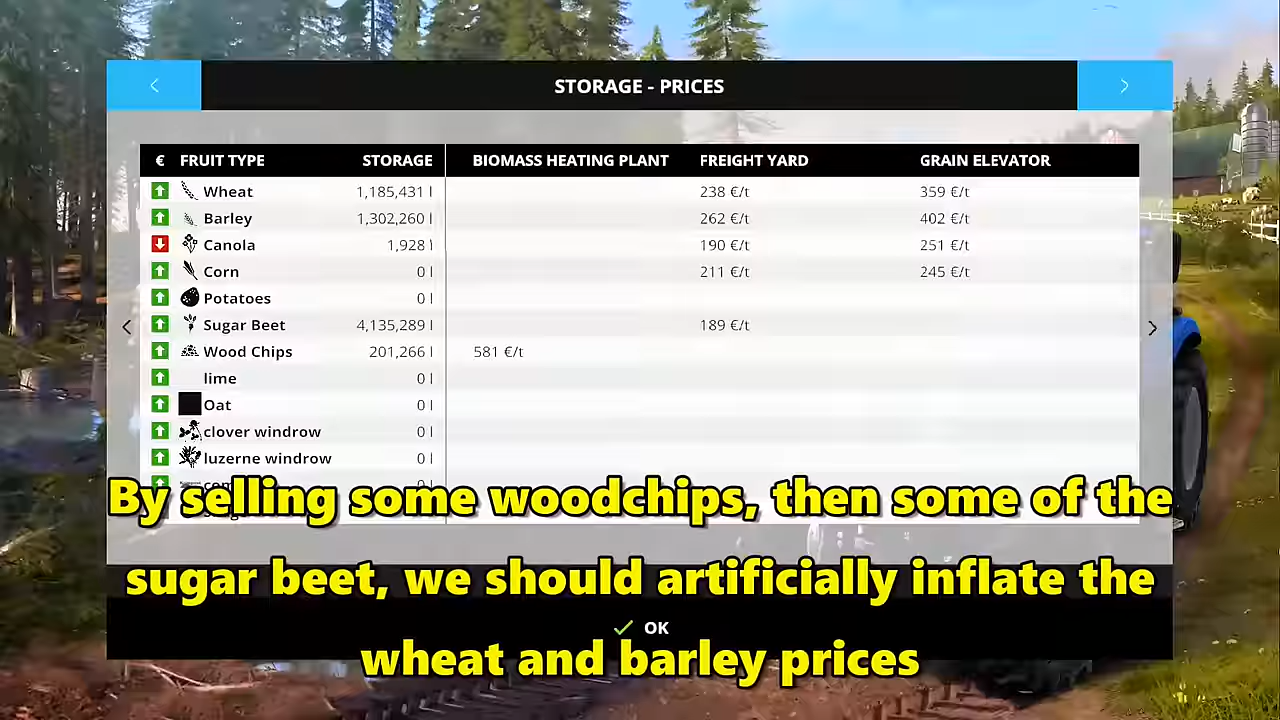 STORAGE - PRICES
€ FRUIT TYPE STORAGE BIOMASS HEATING PLANT FREIGHT YARD GRAIN ELEVATOR
Wheat 1,185,431 l 238 €/t 359 €/t
Barley 1,302,260 l 262 €/t 402 €/t
Canola 1,928 l 190 €/t 251 €/t
Corn 0 l 211 €/t 245 €/t
Potatoes 0 l
Sugar Beet 4,135,289 l 189 €/t
Wood Chips 201,266 l 581 €/t
lime 0 l
Oat 0 l
clover windrow 0 l
luzerne windrow 0 l
By selling some woodchips, then some of the
sugar beet, we should artificially inflate the
OK
wheat and barley prices